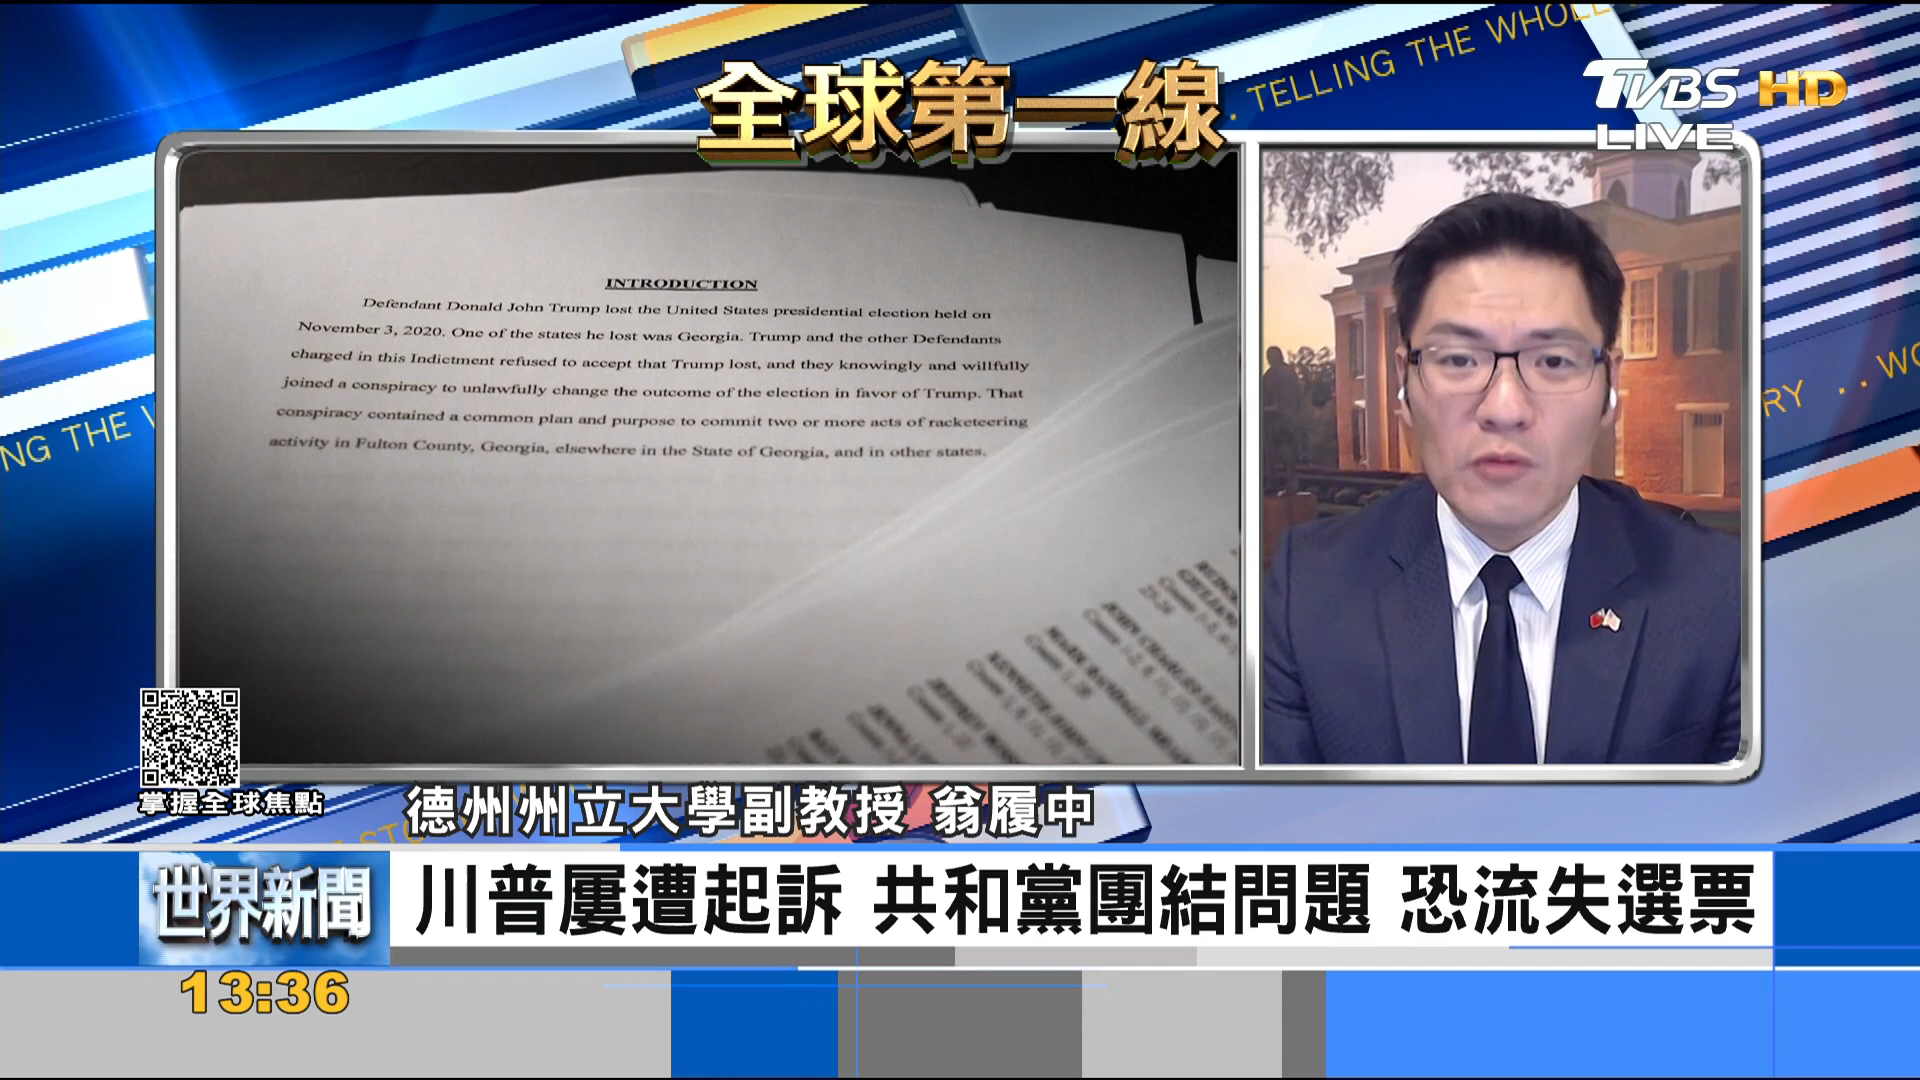 全球第一線
TELLING THE WHOLE
TVBS HD
LIVE
INTRODUCTION
Defendant Donald John Trump lost the United States presidential election held on
November 3, 2020. One of the states he lost was Georgia. Trump and the other Defendants
charged in this Indictment refused to accept that Trump lost, and they knowingly and willfully
joined a conspiracy to unlawfully change the outcome of the election in favor of Trump. That
conspiracy contained a common plan and purpose to commit two or more acts of racketeering
activity in Fulton County, Georgia, elsewhere in the State of Georgia, and in other states.
NG THE
RY .. WO
掌握全球焦點
德州州立大學副教授 翁履中
世界新聞
川普屢遭起訴 共和黨團結問題 恐流失選票
13:36